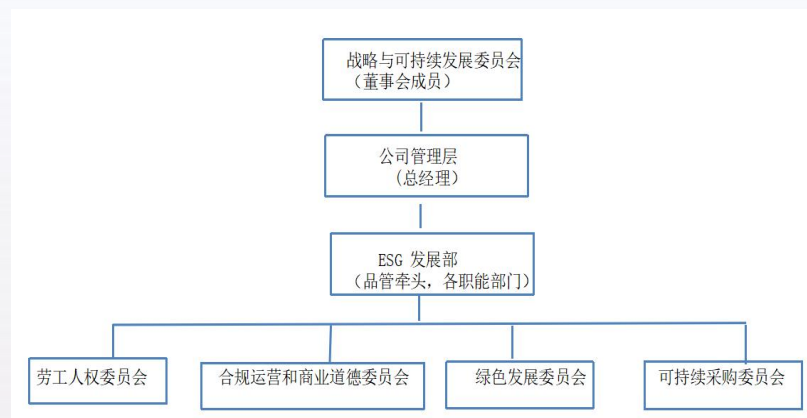 战略与可持续发展委员会
（董事会成员）
公司管理层
（总经理）
ESG 发展部
（品管牵头，各职能部门）
劳工人权委员会
合规运营和商业道德委员会
绿色发展委员会
可持续采购委员会